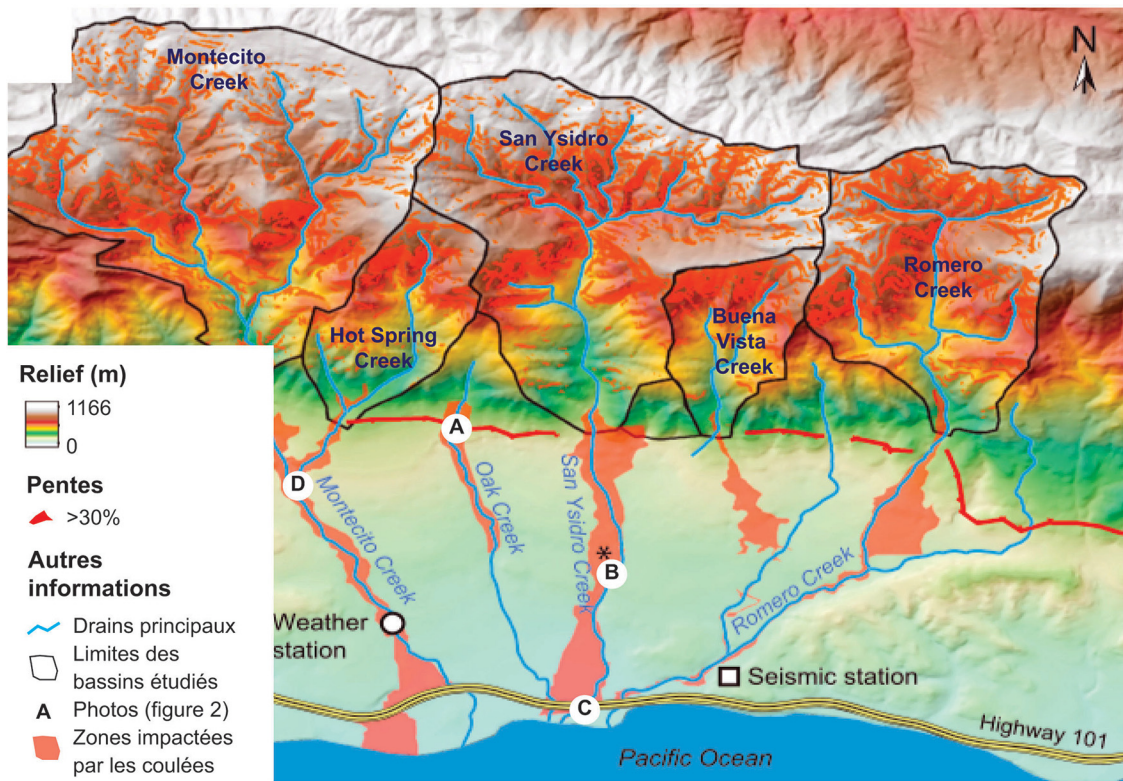 Montecito
Creek
San Ysidro
Creek
N
Romero
Creek
Hot Spring
Creek
Buena
Vista
Creek
Relief (m)
1166
0
Pentes
>30%
Autres
informations
Drains principaux
Limites des
bassins étudiés
A Photos (figure 2)
Zones impactées
par les coulées
A
D
Montecito Creek
Oak Creek
San Ysidro Creek
*
B
Romero Creek
Weather
station
Seismic station
C
Highway 101
Pacific Ocean